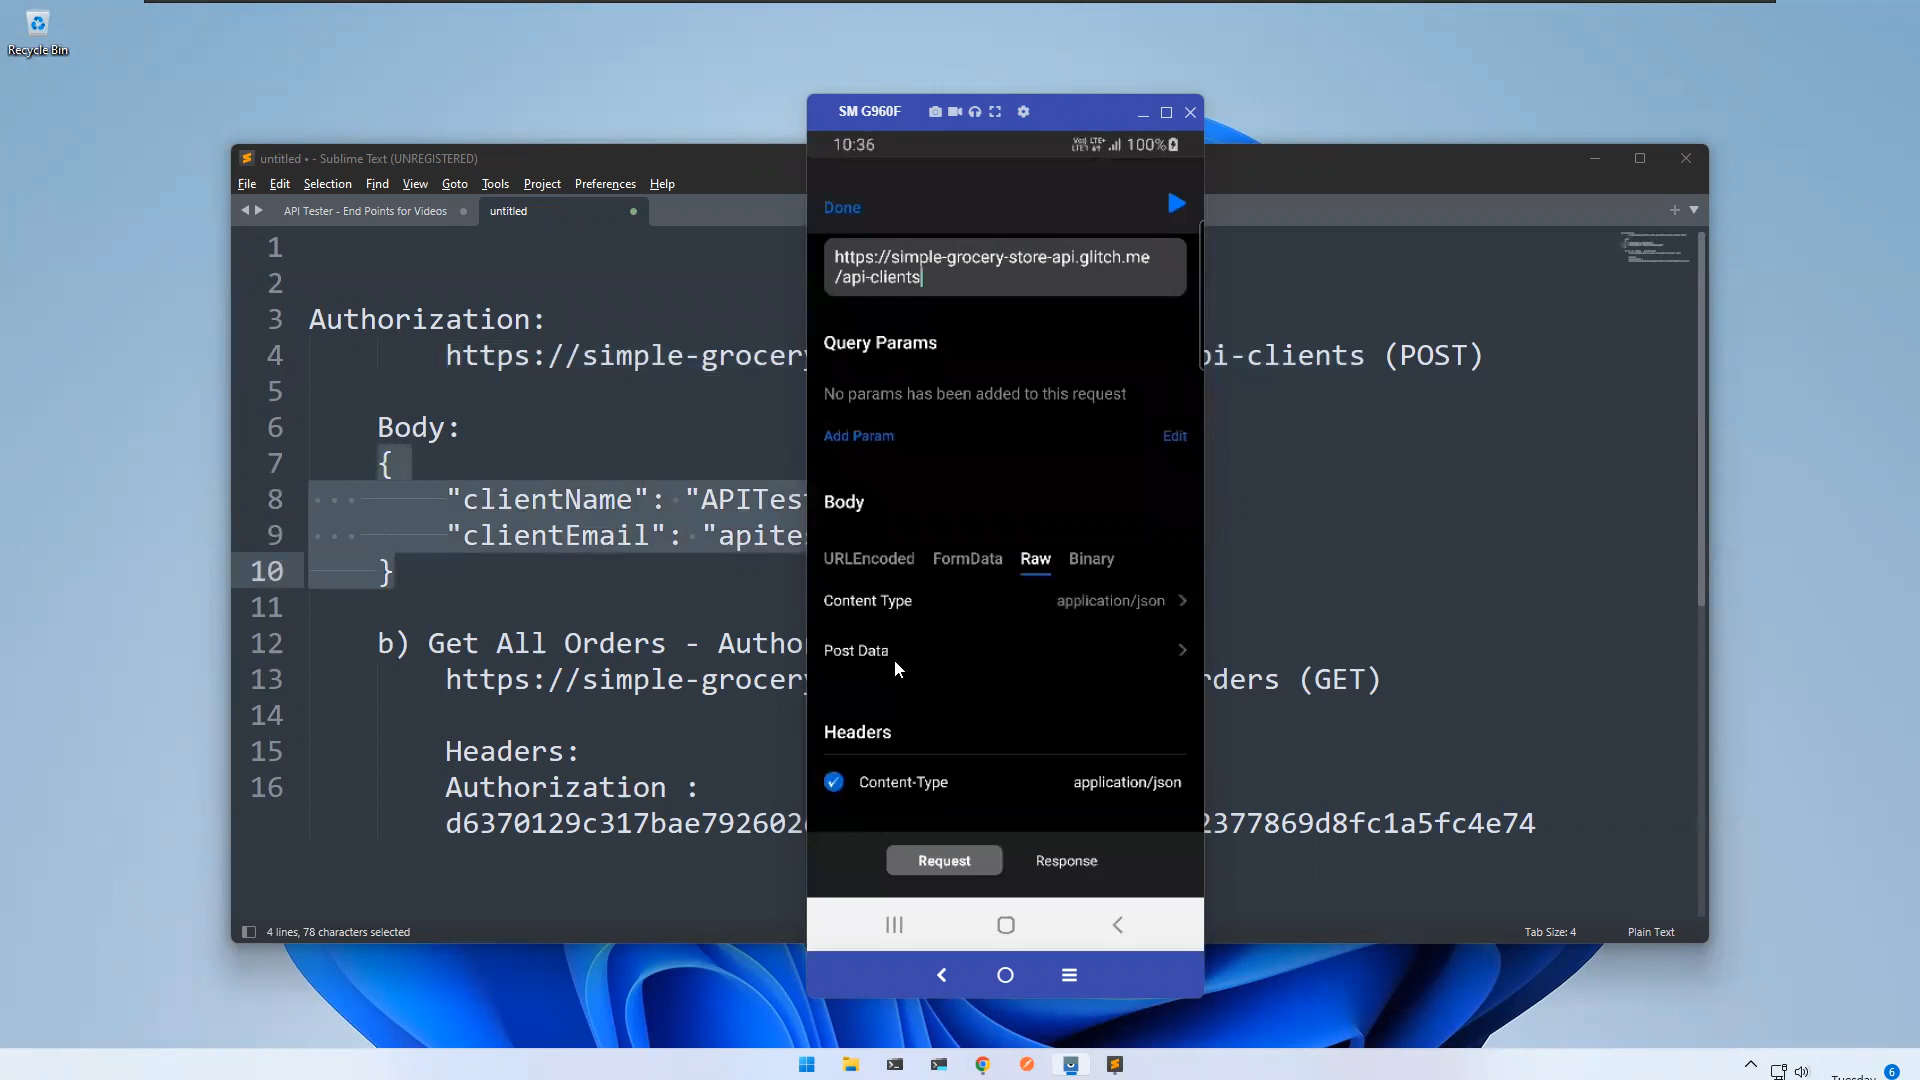 Recycle Bin
untitled • - Sublime Text (UNREGISTERED)
File Edit Selection Find View Goto Tools Project Preferences Help
API Tester - End Points for Videos
untitled
1
2
3 Authorization:
4 https://simple-grocery
pi-clients (POST)
5
6 Body:
7 {
8 "clientName": "APITest
9 "clientEmail": "apites
10 }
11
12 b) Get All Orders - Autho
13 https://simple-grocery
rders (GET)
14
15 Headers:
16 Authorization :
d6370129c317bae792602
2377869d8fc1a5fc4e74
4 lines, 78 characters selected
Tab Size: 4
Plain Text
SM G960F
10:36
100%
Done
https://simple-grocery-store-api.glitch.me
/api-clients
Query Params
No params has been added to this request
Add Param
Edit
Body
URLEncoded FormData Raw Binary
Content Type application/json
Post Data
Headers
Content-Type application/json
Request Response
6